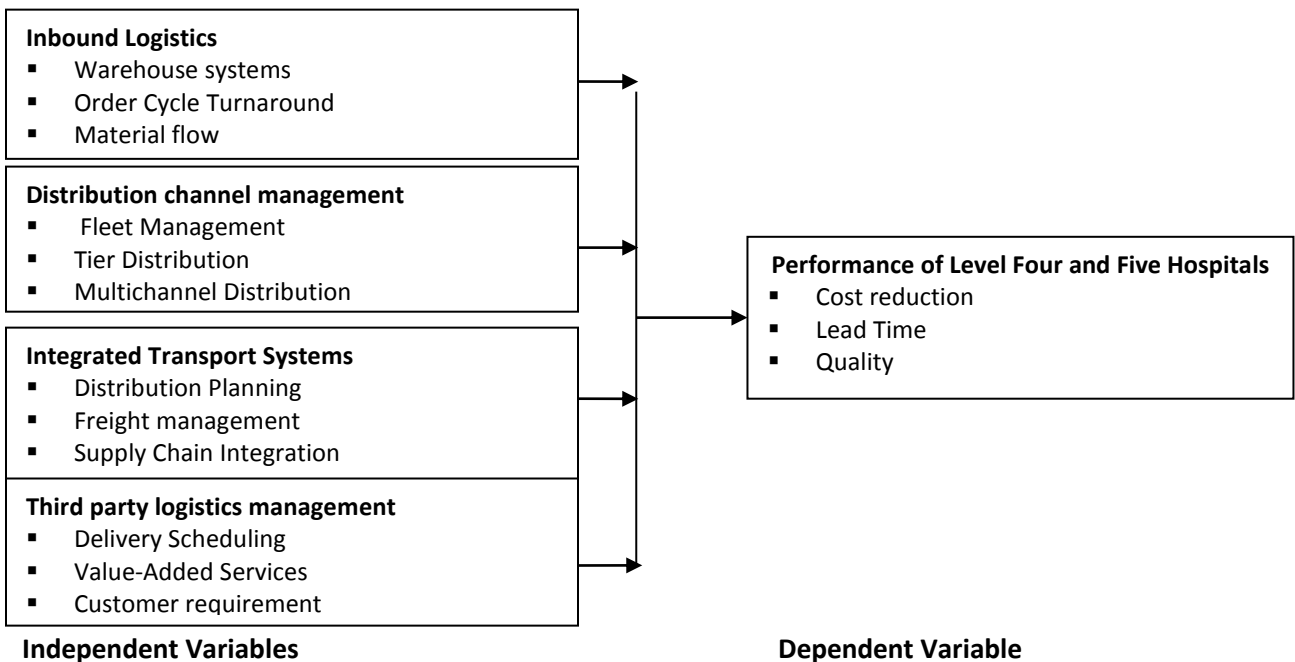 Inbound Logistics
▪ Warehouse systems
▪ Order Cycle Turnaround
▪ Material flow
Distribution channel management
▪ Fleet Management
▪ Tier Distribution
▪ Multichannel Distribution
Integrated Transport Systems
▪ Distribution Planning
▪ Freight management
▪ Supply Chain Integration
Third party logistics management
▪ Delivery Scheduling
▪ Value-Added Services
▪ Customer requirement
Independent Variables
Performance of Level Four and Five Hospitals
▪ Cost reduction
▪ Lead Time
▪ Quality
Dependent Variable